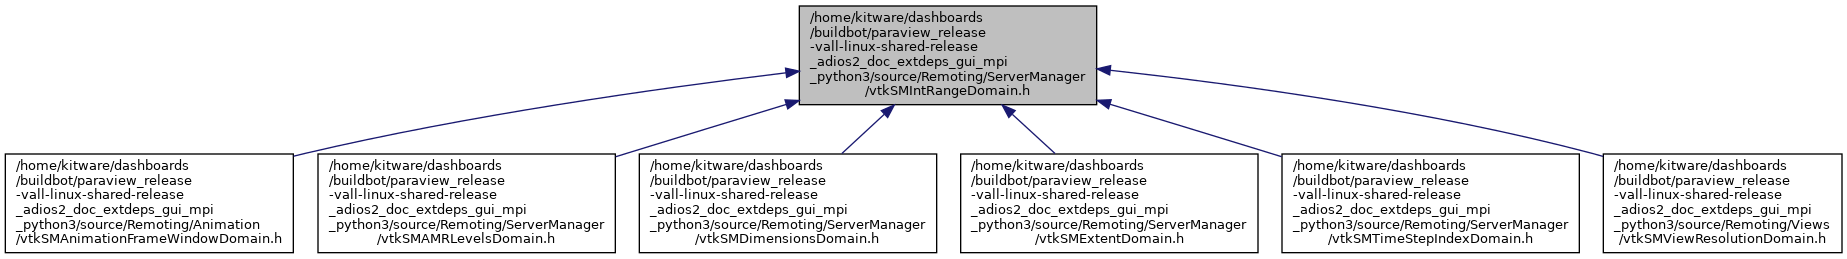 /home/kitware/dashboards
/buildbot/paraview_release
-vall-linux-shared-release
_adios2_doc_extdeps_gui_mpi
_python3/source/Remoting/ServerManager
/vtkSMIntRangeDomain.h
/home/kitware/dashboards
/buildbot/paraview_release
-vall-linux-shared-release
_adios2_doc_extdeps_gui_mpi
_python3/source/Remoting/Animation
/vtkSMAnimationFrameWindowDomain.h
/home/kitware/dashboards
/buildbot/paraview_release
-vall-linux-shared-release
_adios2_doc_extdeps_gui_mpi
_python3/source/Remoting/ServerManager
/vtkSMAMRLevelsDomain.h
/home/kitware/dashboards
/buildbot/paraview_release
-vall-linux-shared-release
_adios2_doc_extdeps_gui_mpi
_python3/source/Remoting/ServerManager
/vtkSMDimensionsDomain.h
/home/kitware/dashboards
/buildbot/paraview_release
-vall-linux-shared-release
_adios2_doc_extdeps_gui_mpi
_python3/source/Remoting/ServerManager
/vtkSMExtentDomain.h
/home/kitware/dashboards
/buildbot/paraview_release
-vall-linux-shared-release
_adios2_doc_extdeps_gui_mpi
_python3/source/Remoting/ServerManager
/vtkSMTimeStepIndexDomain.h
/home/kitware/dashboards
/buildbot/paraview_release
-vall-linux-shared-release
_adios2_doc_extdeps_gui_mpi
_python3/source/Remoting/Views
/vtkSMViewResolutionDomain.h